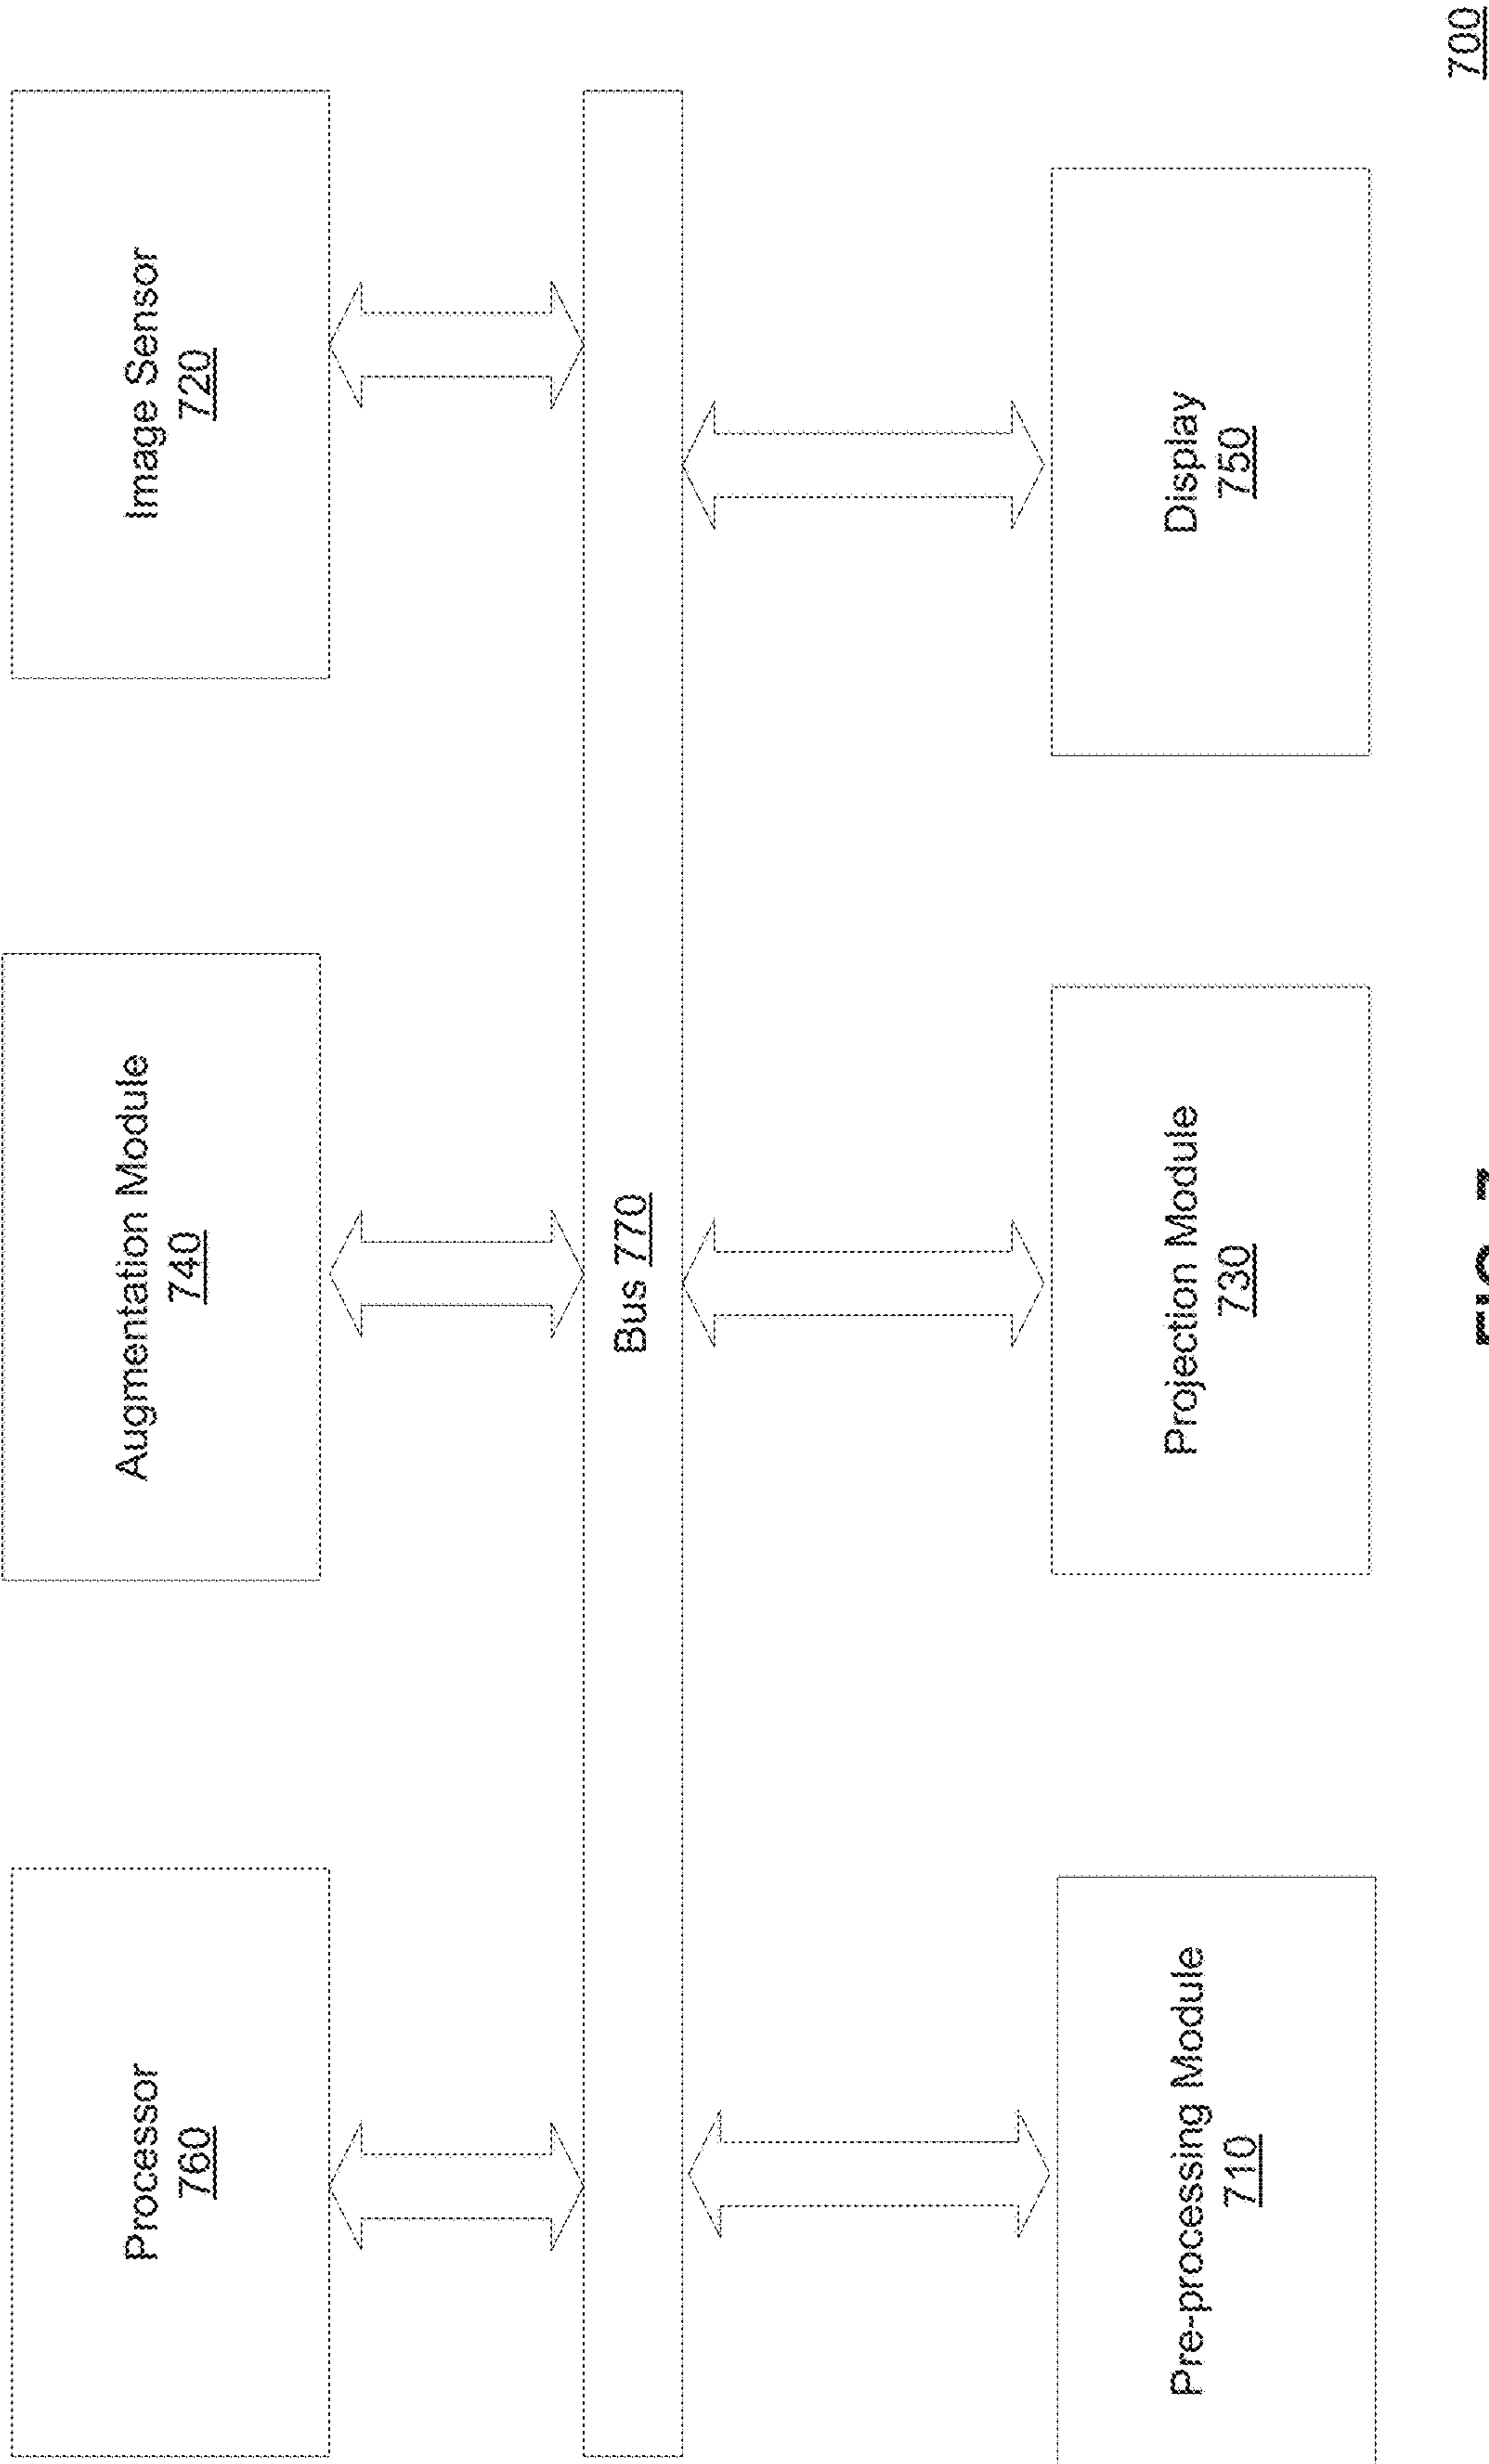 Processor
760
Augmentation Module
740
Image Sensor
720
Bus 770
Pre-processing Module
710
Projection Module
730
Display
750
700